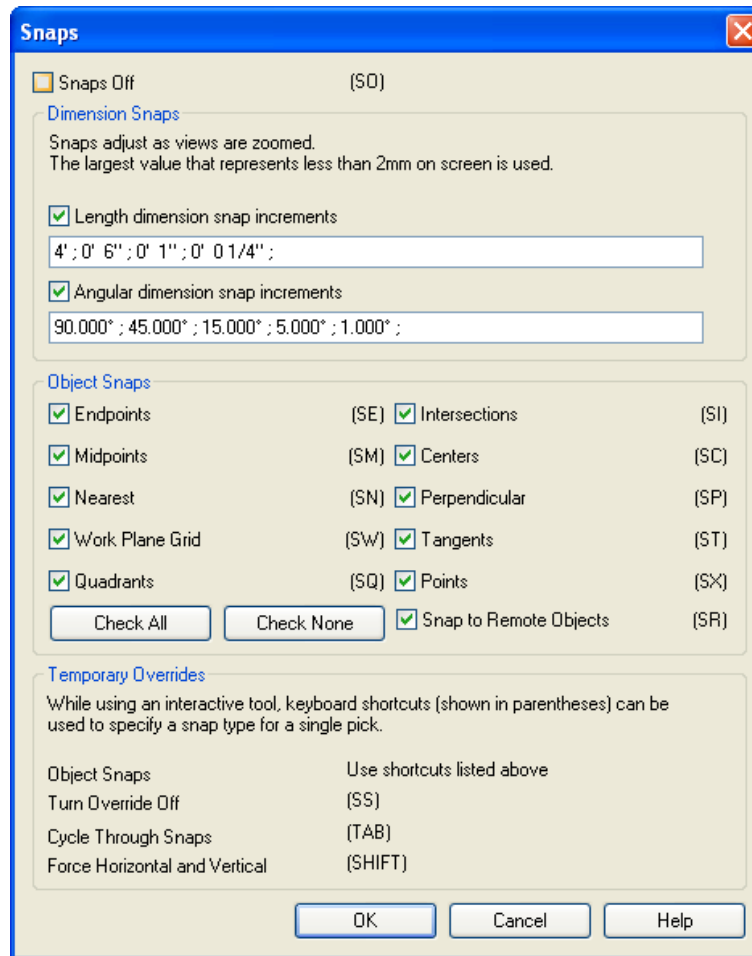 Snaps
Snaps Off (SO)
Dimension Snaps
Snaps adjust as views are zoomed.
The largest value that represents less than 2mm on screen is used.
Length dimension snap increments
4' ; 0' 6" ; 0' 1" ; 0' 0 1/4" ;
Angular dimension snap increments
90.000° ; 45.000° ; 15.000° ; 5.000° ; 1.000° ;
Object Snaps
Endpoints (SE) Intersections (SI)
Midpoints (SM) Centers (SC)
Nearest (SN) Perpendicular (SP)
Work Plane Grid (SW) Tangents (ST)
Quadrants (SQ) Points (SX)
Check All Check None Snap to Remote Objects (SR)
Temporary Overrides
While using an interactive tool, keyboard shortcuts (shown in parentheses) can be
used to specify a snap type for a single pick.
Object Snaps Use shortcuts listed above
Turn Override Off (SS)
Cycle Through Snaps (TAB)
Force Horizontal and Vertical (SHIFT)
OK Cancel Help